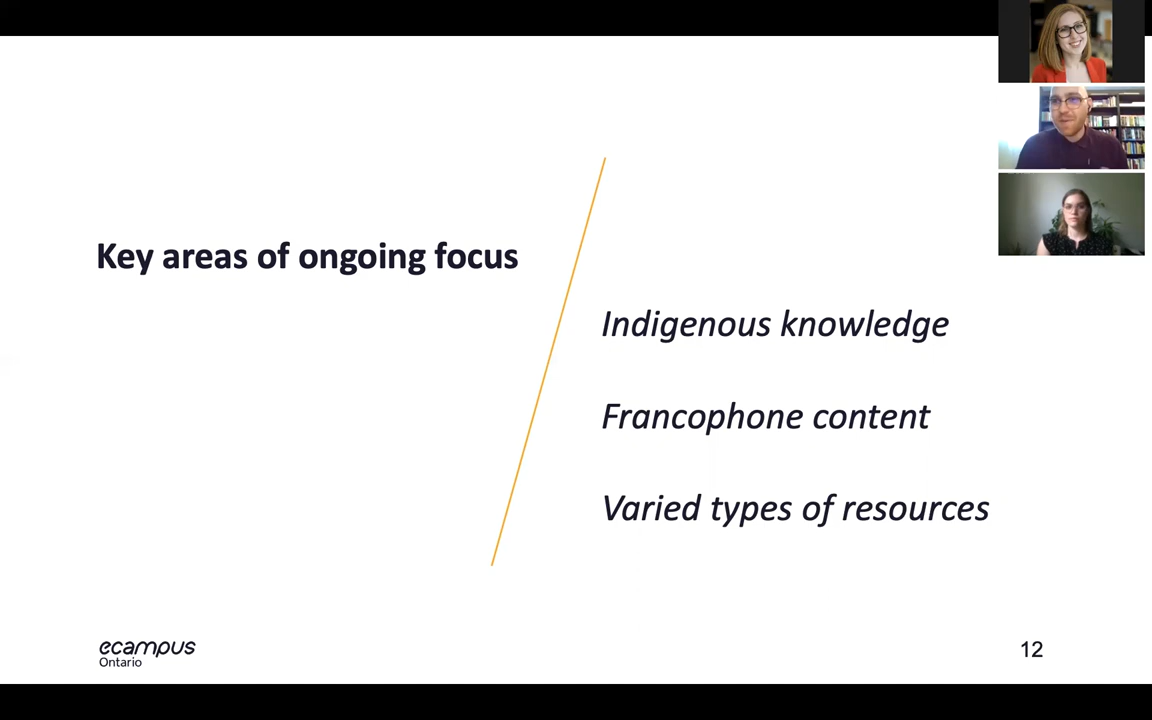 Key areas of ongoing focus
Indigenous knowledge
Francophone content
Varied types of resources
ecampus
Ontario
12